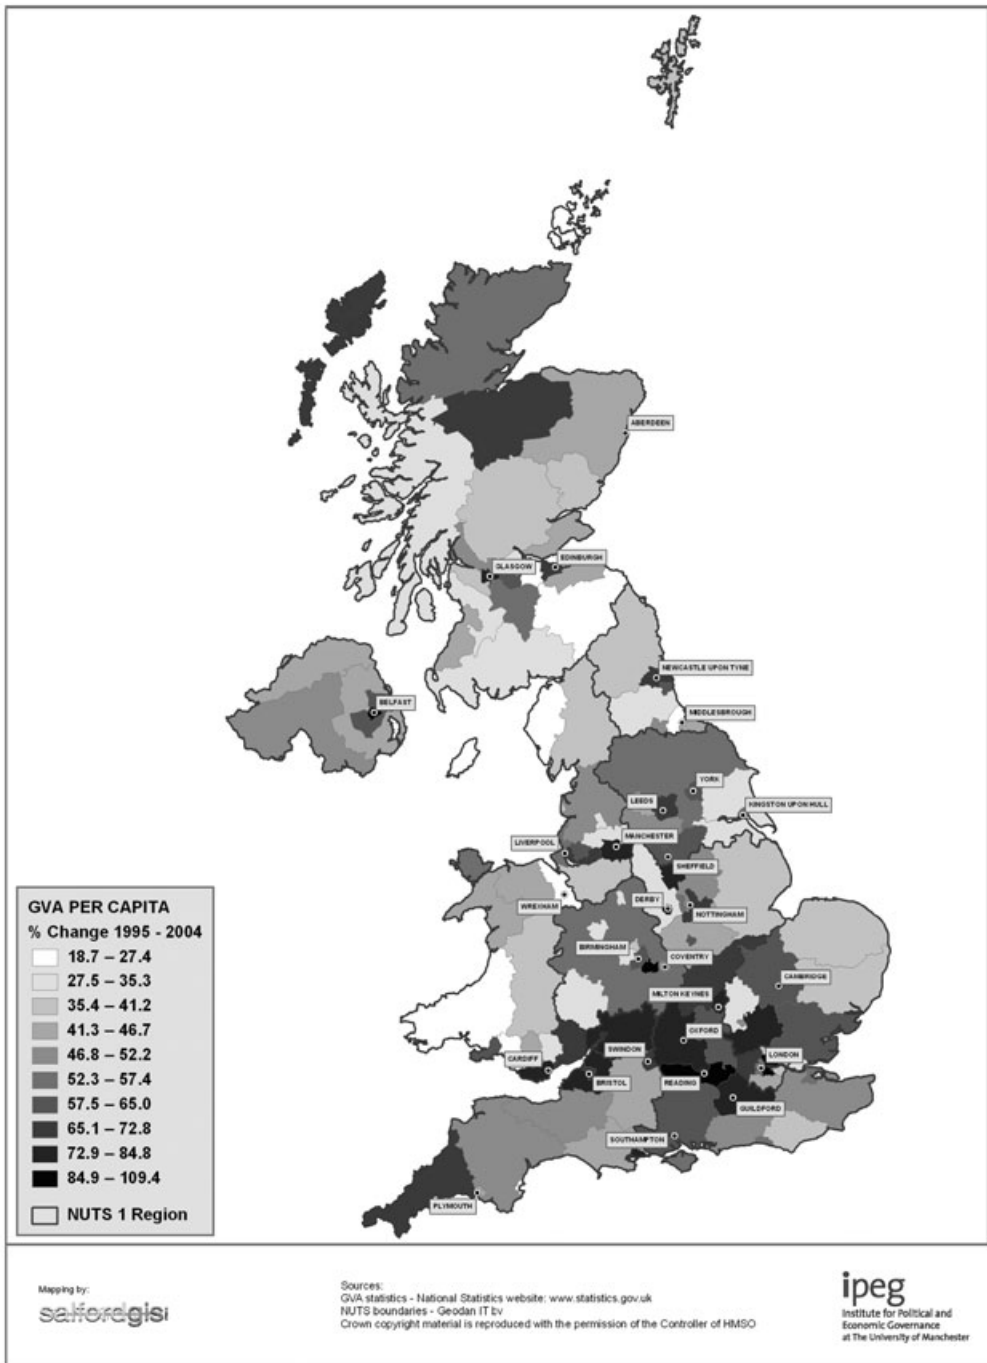 ABERDEEN
GLASGOW
EDINBURGH
NEWCASTLE UPON TYNE
BELFAST
MIDDLESBROUGH
YORK
LEEDS
KINGSTON UPON HULL
MANCHESTER
LIVERPOOL
SHEFFIELD
WREXHAM
DERBY
NOTTINGHAM
BIRMINGHAM
COVENTRY
CAMBRIDGE
MILTON KEYNES
OXFORD
SWINDON
CARDIFF
LONDON
BRISTOL
READING
GUILDFORD
SOUTHAMPTON
PLYMOUTH
GVA PER CAPITA
% Change 1995 - 2004
18.7 – 27.4
27.5 – 35.3
35.4 – 41.2
41.3 – 46.7
46.8 – 52.2
52.3 – 57.4
57.5 – 65.0
65.1 – 72.8
72.9 – 84.8
84.9 – 109.4
NUTS 1 Region
Mapping by:
salfordgisi
Sources:
GVA statistics - National Statistics website: www.statistics.gov.uk
NUTS boundaries - Geodan IT bv
Crown copyright material is reproduced with the permission of the Controller of HMSO
ipeg
Institute for Political and
Economic Governance
at The University of Manchester